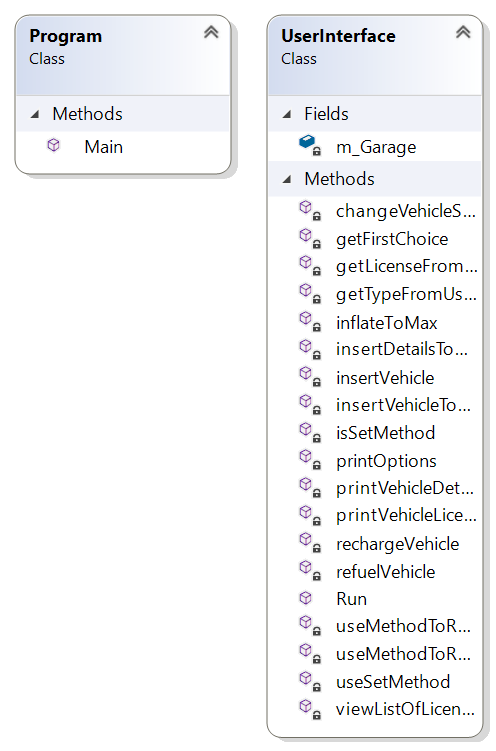 Program
Class
Methods
Main
UserInterface
Class
Fields
m_Garage
Methods
changeVehicleS...
getFirstChoice
getLicenseFrom...
getTypeFromUs...
inflateToMax
insertDetailsTo...
insertVehicle
insertVehicleTo...
isSetMethod
printOptions
printVehicleDet...
printVehicleLice...
rechargeVehicle
refuelVehicle
Run
useMethodToR...
useMethodToR...
useSetMethod
viewListOfLicen...